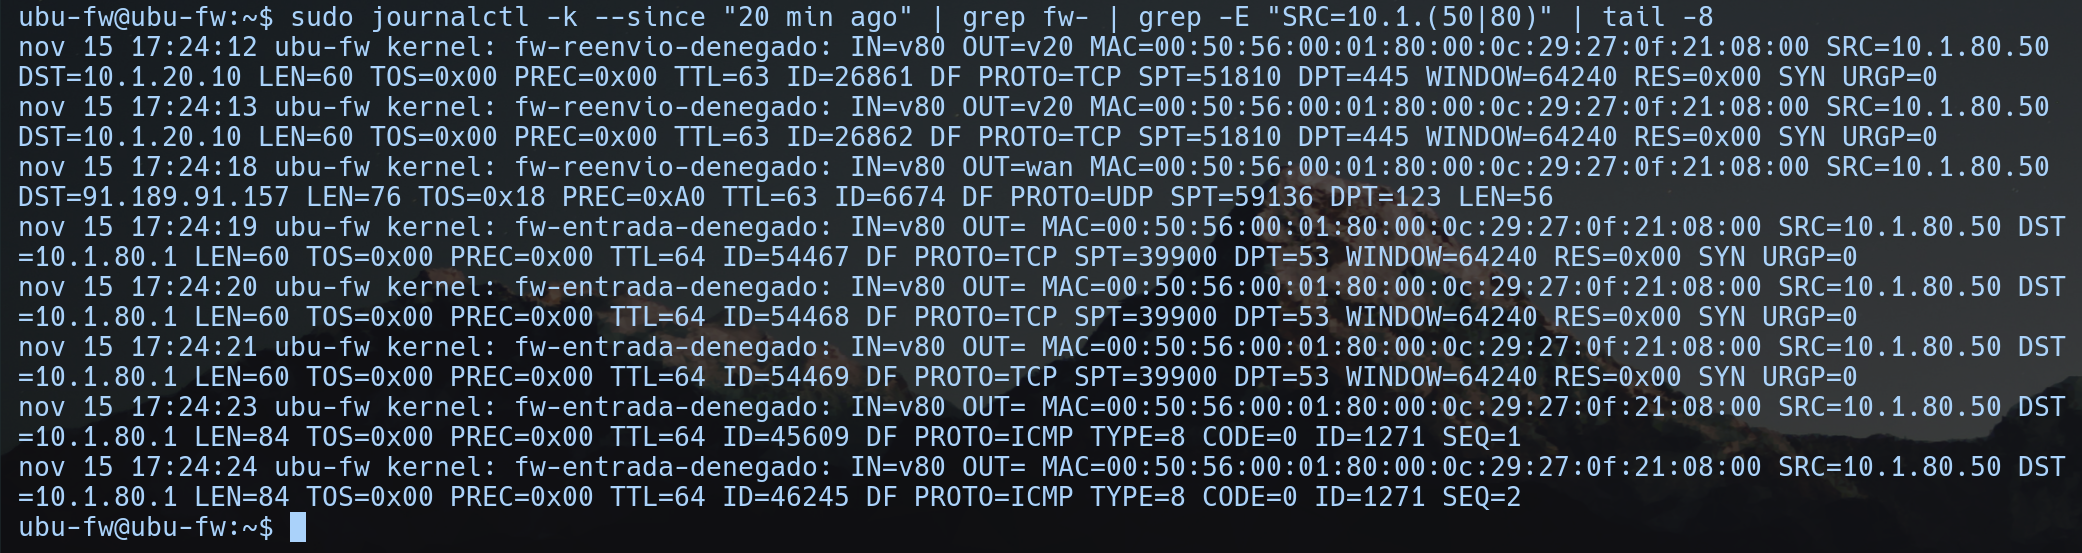 ubu-fw@ubu-fw:~$ sudo journalctl -k --since "20 min ago" | grep fw- | grep -E "SRC=10.1.(50|80)" | tail -8
nov 15 17:24:12 ubu-fw kernel: fw-reenvio-denegado: IN=v80 OUT=v20 MAC=00:50:56:00:01:80:00:0c:29:27:0f:21:08:00 SRC=10.1.80.50
DST=10.1.20.10 LEN=60 TOS=0x00 PREC=0x00 TTL=63 ID=26861 DF PROTO=TCP SPT=51810 DPT=445 WINDOW=64240 RES=0x00 SYN URGP=0
nov 15 17:24:13 ubu-fw kernel: fw-reenvio-denegado: IN=v80 OUT=v20 MAC=00:50:56:00:01:80:00:0c:29:27:0f:21:08:00 SRC=10.1.80.50
DST=10.1.20.10 LEN=60 TOS=0x00 PREC=0x00 TTL=63 ID=26862 DF PROTO=TCP SPT=51810 DPT=445 WINDOW=64240 RES=0x00 SYN URGP=0
nov 15 17:24:18 ubu-fw kernel: fw-reenvio-denegado: IN=v80 OUT=wan MAC=00:50:56:00:01:80:00:0c:29:27:0f:21:08:00 SRC=10.1.80.50
DST=91.189.91.157 LEN=76 TOS=0x18 PREC=0xA0 TTL=63 ID=6674 DF PROTO=UDP SPT=59136 DPT=123 LEN=56
nov 15 17:24:19 ubu-fw kernel: fw-entrada-denegado: IN=v80 OUT= MAC=00:50:56:00:01:80:00:0c:29:27:0f:21:08:00 SRC=10.1.80.50 DST
=10.1.80.1 LEN=60 TOS=0x00 PREC=0x00 TTL=64 ID=54467 DF PROTO=TCP SPT=39900 DPT=53 WINDOW=64240 RES=0x00 SYN URGP=0
nov 15 17:24:20 ubu-fw kernel: fw-entrada-denegado: IN=v80 OUT= MAC=00:50:56:00:01:80:00:0c:29:27:0f:21:08:00 SRC=10.1.80.50 DST
=10.1.80.1 LEN=60 TOS=0x00 PREC=0x00 TTL=64 ID=54468 DF PROTO=TCP SPT=39900 DPT=53 WINDOW=64240 RES=0x00 SYN URGP=0
nov 15 17:24:21 ubu-fw kernel: fw-entrada-denegado: IN=v80 OUT= MAC=00:50:56:00:01:80:00:0c:29:27:0f:21:08:00 SRC=10.1.80.50 DST
=10.1.80.1 LEN=60 TOS=0x00 PREC=0x00 TTL=64 ID=54469 DF PROTO=TCP SPT=39900 DPT=53 WINDOW=64240 RES=0x00 SYN URGP=0
nov 15 17:24:23 ubu-fw kernel: fw-entrada-denegado: IN=v80 OUT= MAC=00:50:56:00:01:80:00:0c:29:27:0f:21:08:00 SRC=10.1.80.50 DST
=10.1.80.1 LEN=84 TOS=0x00 PREC=0x00 TTL=64 ID=45609 DF PROTO=ICMP TYPE=8 CODE=0 ID=1271 SEQ=1
nov 15 17:24:24 ubu-fw kernel: fw-entrada-denegado: IN=v80 OUT= MAC=00:50:56:00:01:80:00:0c:29:27:0f:21:08:00 SRC=10.1.80.50 DST
=10.1.80.1 LEN=84 TOS=0x00 PREC=0x00 TTL=64 ID=46245 DF PROTO=ICMP TYPE=8 CODE=0 ID=1271 SEQ=2
ubu-fw@ubu-fw:~$